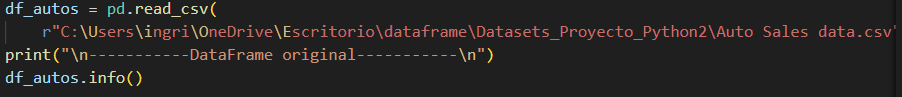 df_autos = pd.read_csv(
    r"C:\Users\ingri\OneDrive\Escritorio\dataframe\Datasets_Proyecto_Python2\Auto Sales data.csv"
print("\n-----------DataFrame original-----------\n")
df_autos.info()